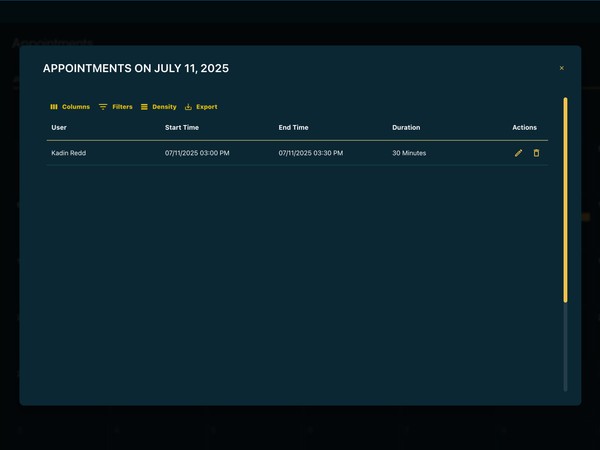 Appointments
APPOINTMENTS ON JULY 11, 2025
×
Columns Filters Density Export
User Start Time End Time Duration Actions
Kadin Redd 07/11/2025 03:00 PM 07/11/2025 03:30 PM 30 Minutes